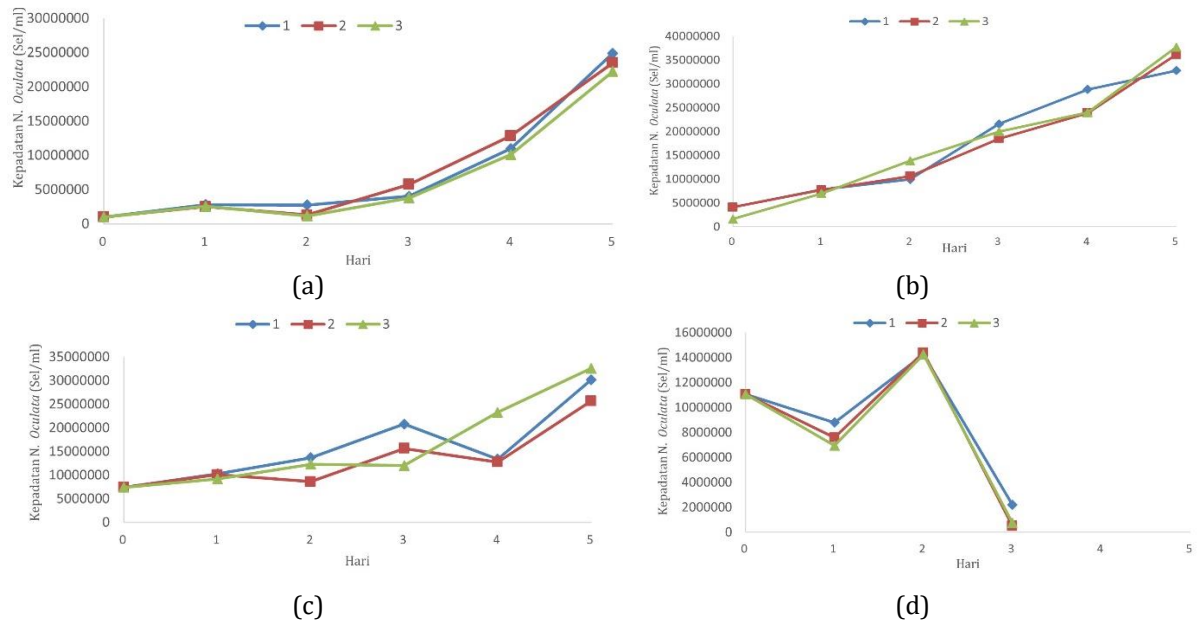 1 2 3
30000000
25000000
20000000
15000000
10000000
5000000
0
Kepadatan N. Oculata (Sel/ml)
0 1 2 3 4 5
Hari
(a)
1 2 3
40000000
35000000
30000000
25000000
20000000
15000000
10000000
5000000
0
Kepadatan N. Oculata (Sel/ml)
0 1 2 3 4 5
Hari
(b)
1 2 3
35000000
30000000
25000000
20000000
15000000
10000000
5000000
0
Kepadatan N. Oculata (Sel/ml)
0 1 2 3 4 5
Hari
(c)
1 2 3
16000000
14000000
12000000
10000000
8000000
6000000
4000000
2000000
0
Kepadatan N. Oculata (Sel/ml)
0 1 2 3 4 5
Hari
(d)